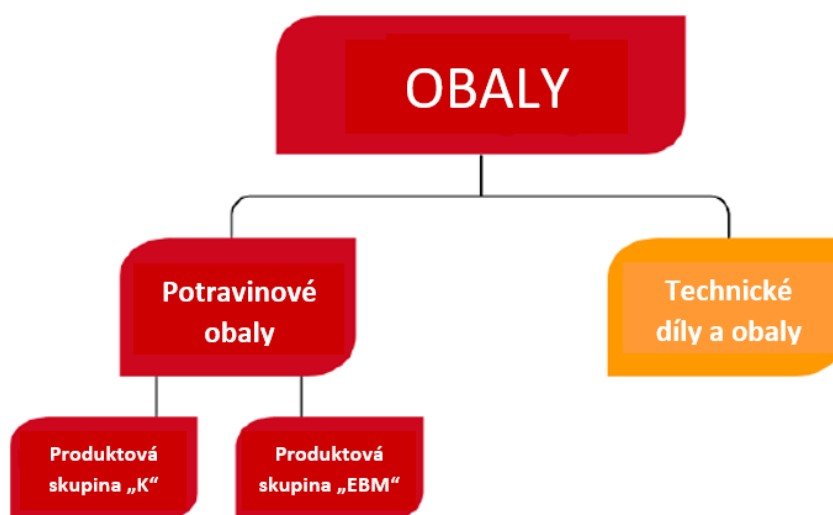 OBALY
Potravinové
obaly
Technické
díly a obaly
Produktová
skupina „K“
Produktová
skupina „EBM“